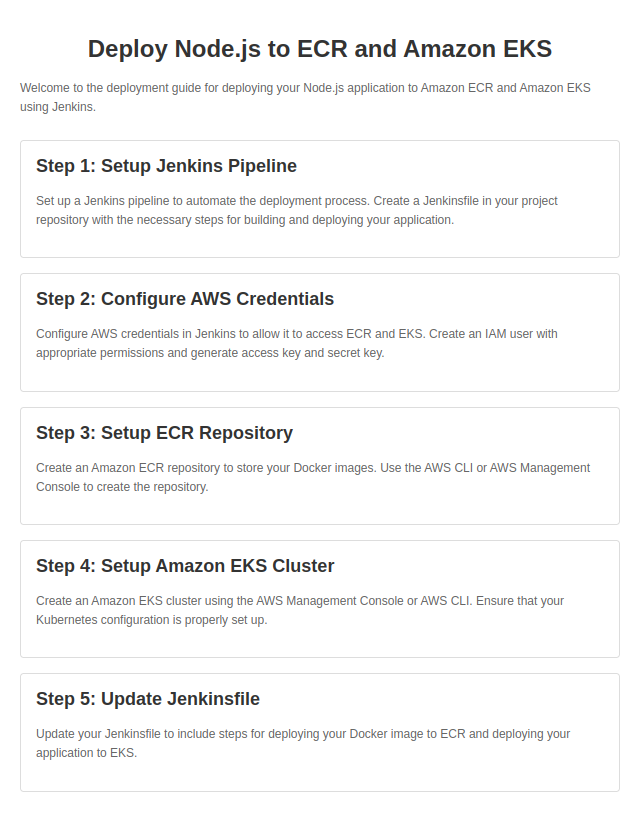 Deploy Node.js to ECR and Amazon EKS
Welcome to the deployment guide for deploying your Node.js application to Amazon ECR and Amazon EKS
using Jenkins.
Step 1: Setup Jenkins Pipeline
Set up a Jenkins pipeline to automate the deployment process. Create a Jenkinsfile in your project
repository with the necessary steps for building and deploying your application.
Step 2: Configure AWS Credentials
Configure AWS credentials in Jenkins to allow it to access ECR and EKS. Create an IAM user with
appropriate permissions and generate access key and secret key.
Step 3: Setup ECR Repository
Create an Amazon ECR repository to store your Docker images. Use the AWS CLI or AWS Management
Console to create the repository.
Step 4: Setup Amazon EKS Cluster
Create an Amazon EKS cluster using the AWS Management Console or AWS CLI. Ensure that your
Kubernetes configuration is properly set up.
Step 5: Update Jenkinsfile
Update your Jenkinsfile to include steps for deploying your Docker image to ECR and deploying your
application to EKS.